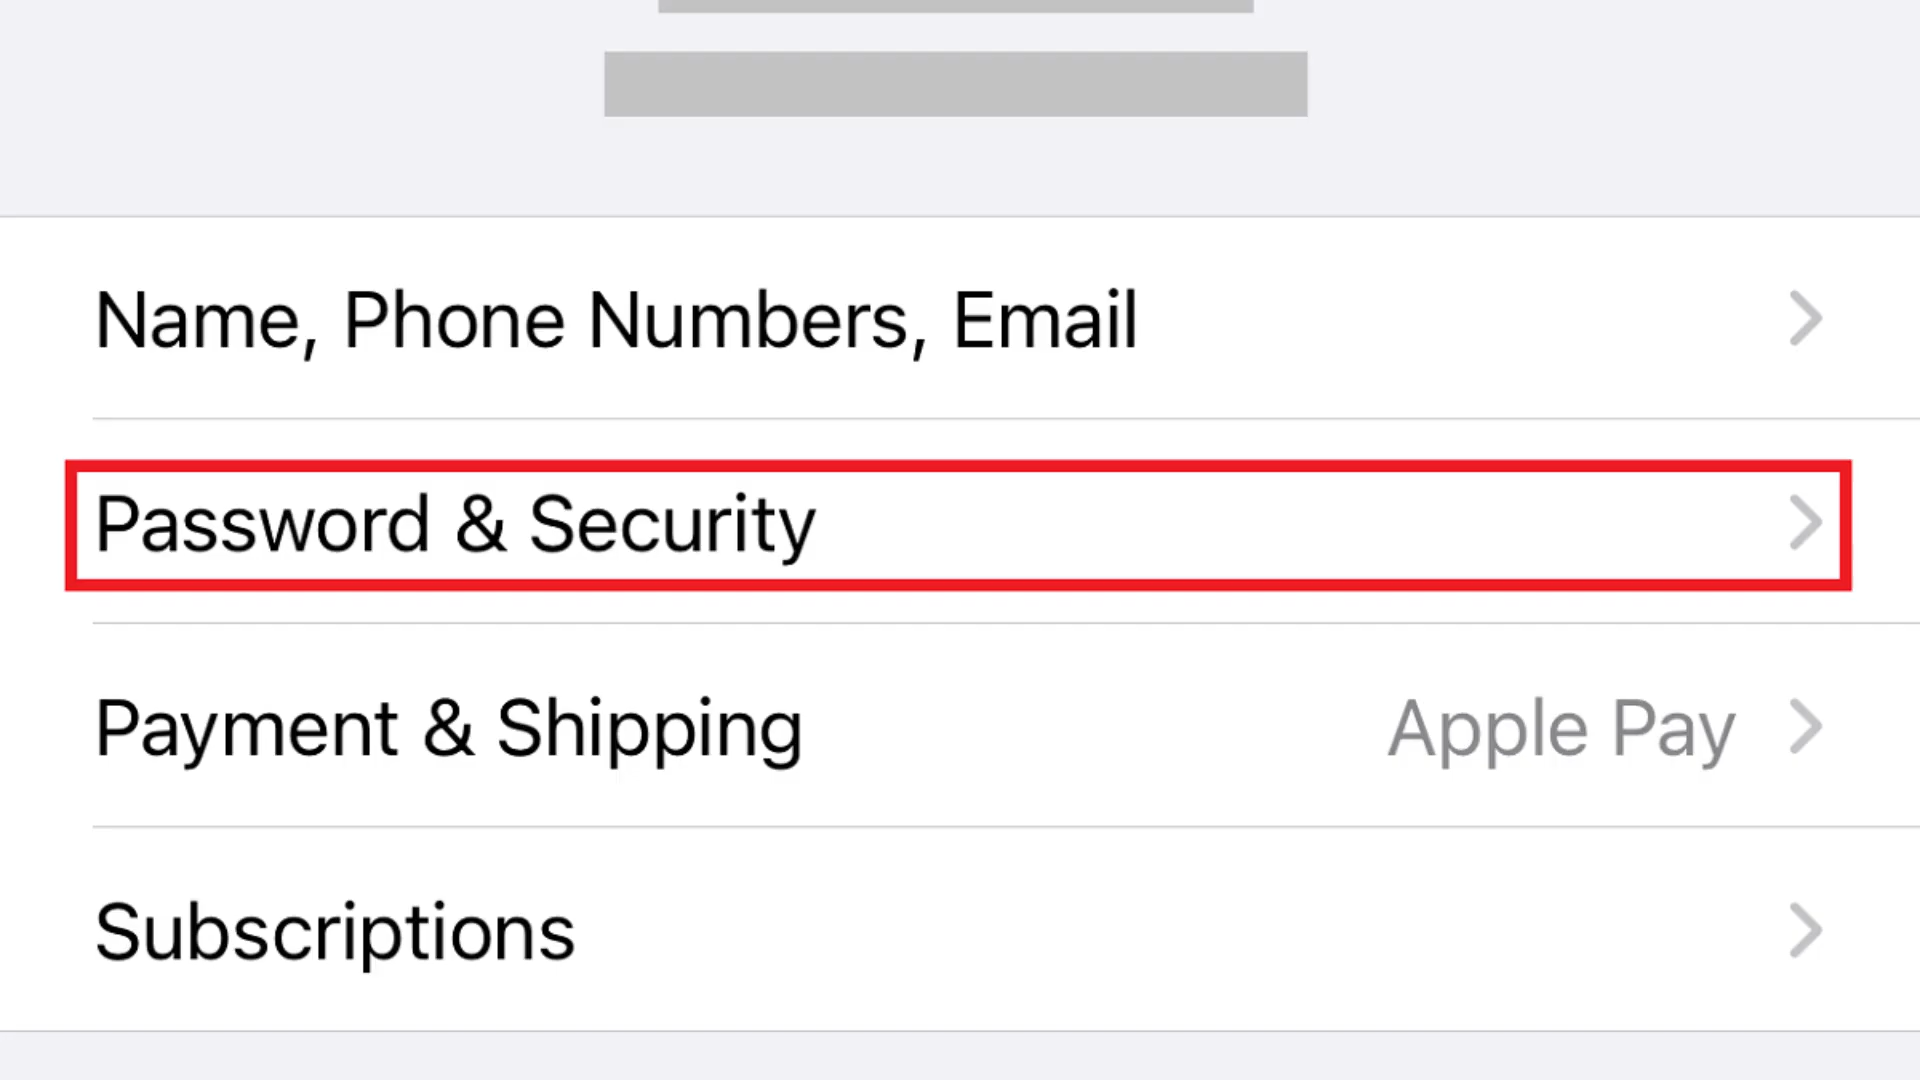 Name, Phone Numbers, Email
Password & Security
Payment & Shipping Apple Pay
Subscriptions